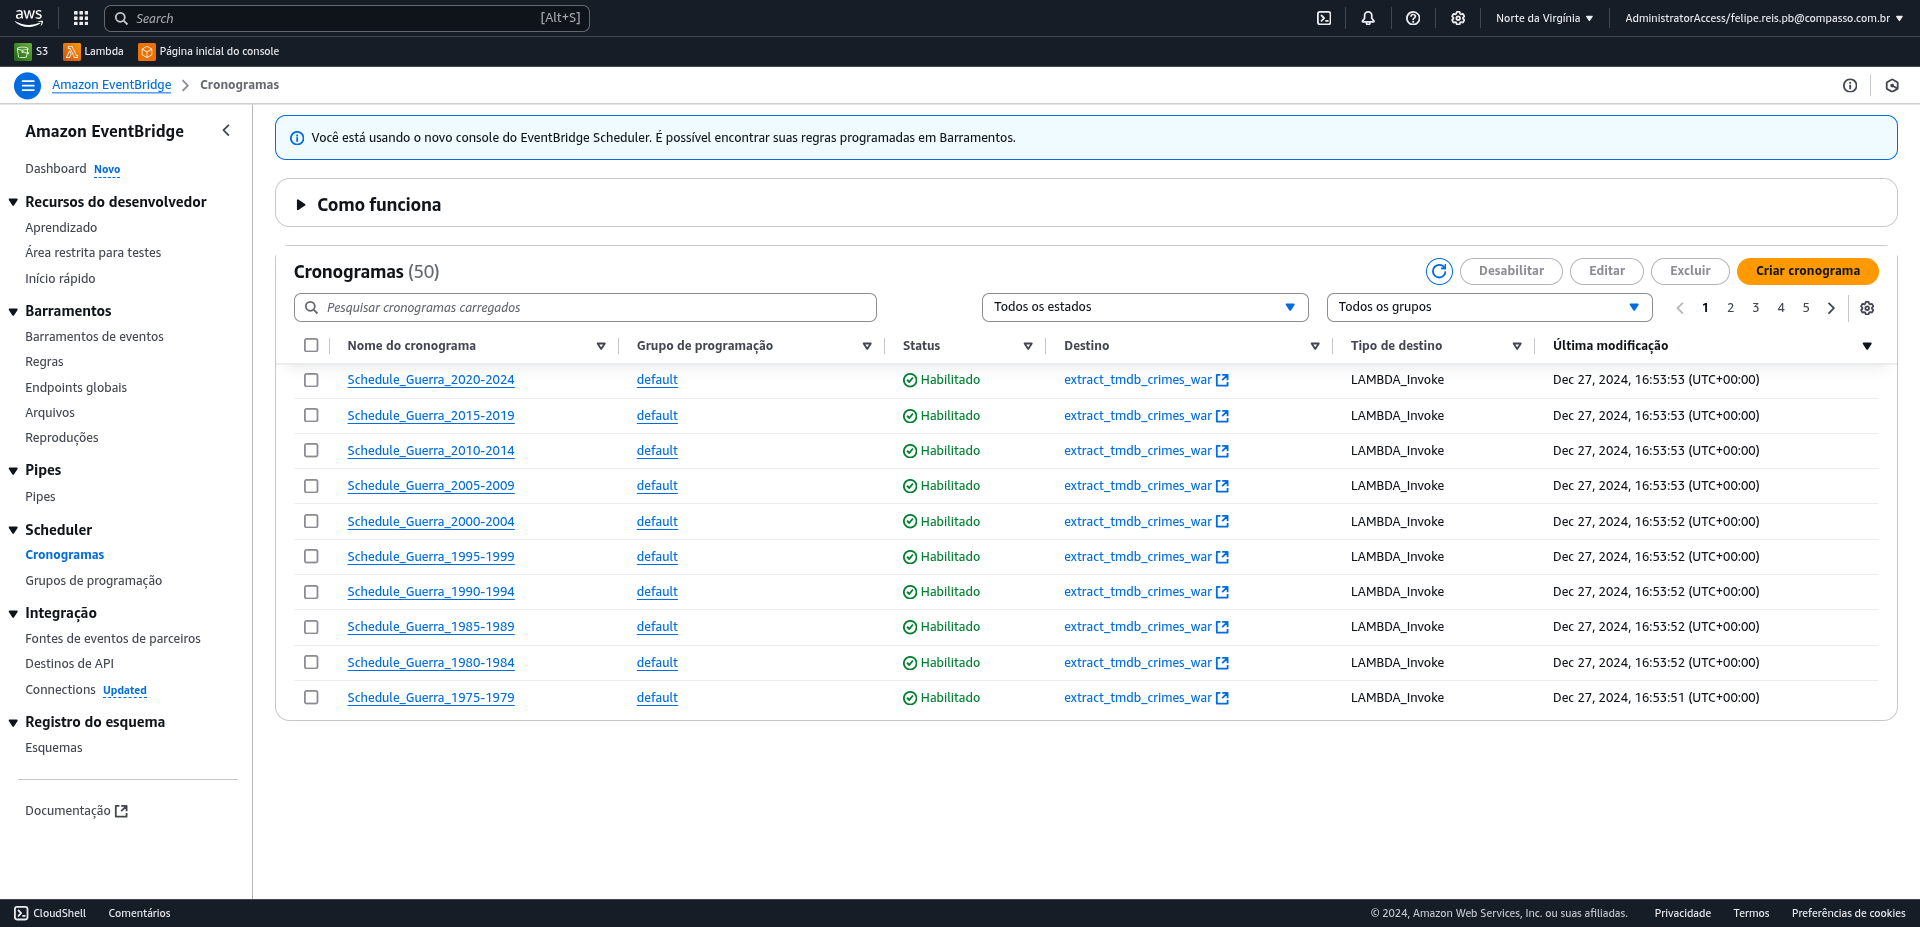 aws Search [Alt+S] Norte da Virgínia AdministratorAccess/felipe.reis.pb@compasso.com.br
S3 Lambda Página inicial do console
Amazon EventBridge Cronogramas
Amazon EventBridge
Dashboard Novo
Recursos do desenvolvedor
Aprendizado
Área restrita para testes
Início rápido
Barramentos
Barramentos de eventos
Regras
Endpoints globais
Arquivos
Reproduções
Pipes
Pipes
Scheduler
Cronogramas
Grupos de programação
Integração
Fontes de eventos de parceiros
Destinos de API
Connections Updated
Registro do esquema
Esquemas
Documentação
Você está usando o novo console do EventBridge Scheduler. É possível encontrar suas regras programadas em Barramentos.
Como funciona
Cronogramas (50) Desabilitar Editar Excluir Criar cronograma
Pesquisar cronogramas carregados Todos os estados Todos os grupos 1 2 3 4 5
Nome do cronograma Grupo de programação Status Destino Tipo de destino Última modificação
Schedule_Guerra_2020-2024 default Habilitado extract_tmdb_crimes_war LAMBDA_Invoke Dec 27, 2024, 16:53:53 (UTC+00:00)
Schedule_Guerra_2015-2019 default Habilitado extract_tmdb_crimes_war LAMBDA_Invoke Dec 27, 2024, 16:53:53 (UTC+00:00)
Schedule_Guerra_2010-2014 default Habilitado extract_tmdb_crimes_war LAMBDA_Invoke Dec 27, 2024, 16:53:53 (UTC+00:00)
Schedule_Guerra_2005-2009 default Habilitado extract_tmdb_crimes_war LAMBDA_Invoke Dec 27, 2024, 16:53:53 (UTC+00:00)
Schedule_Guerra_2000-2004 default Habilitado extract_tmdb_crimes_war LAMBDA_Invoke Dec 27, 2024, 16:53:52 (UTC+00:00)
Schedule_Guerra_1995-1999 default Habilitado extract_tmdb_crimes_war LAMBDA_Invoke Dec 27, 2024, 16:53:52 (UTC+00:00)
Schedule_Guerra_1990-1994 default Habilitado extract_tmdb_crimes_war LAMBDA_Invoke Dec 27, 2024, 16:53:52 (UTC+00:00)
Schedule_Guerra_1985-1989 default Habilitado extract_tmdb_crimes_war LAMBDA_Invoke Dec 27, 2024, 16:53:52 (UTC+00:00)
Schedule_Guerra_1980-1984 default Habilitado extract_tmdb_crimes_war LAMBDA_Invoke Dec 27, 2024, 16:53:52 (UTC+00:00)
Schedule_Guerra_1975-1979 default Habilitado extract_tmdb_crimes_war LAMBDA_Invoke Dec 27, 2024, 16:53:51 (UTC+00:00)
CloudShell Comentários © 2024, Amazon Web Services, Inc. ou suas afiliadas. Privacidade Termos Preferências de cookies